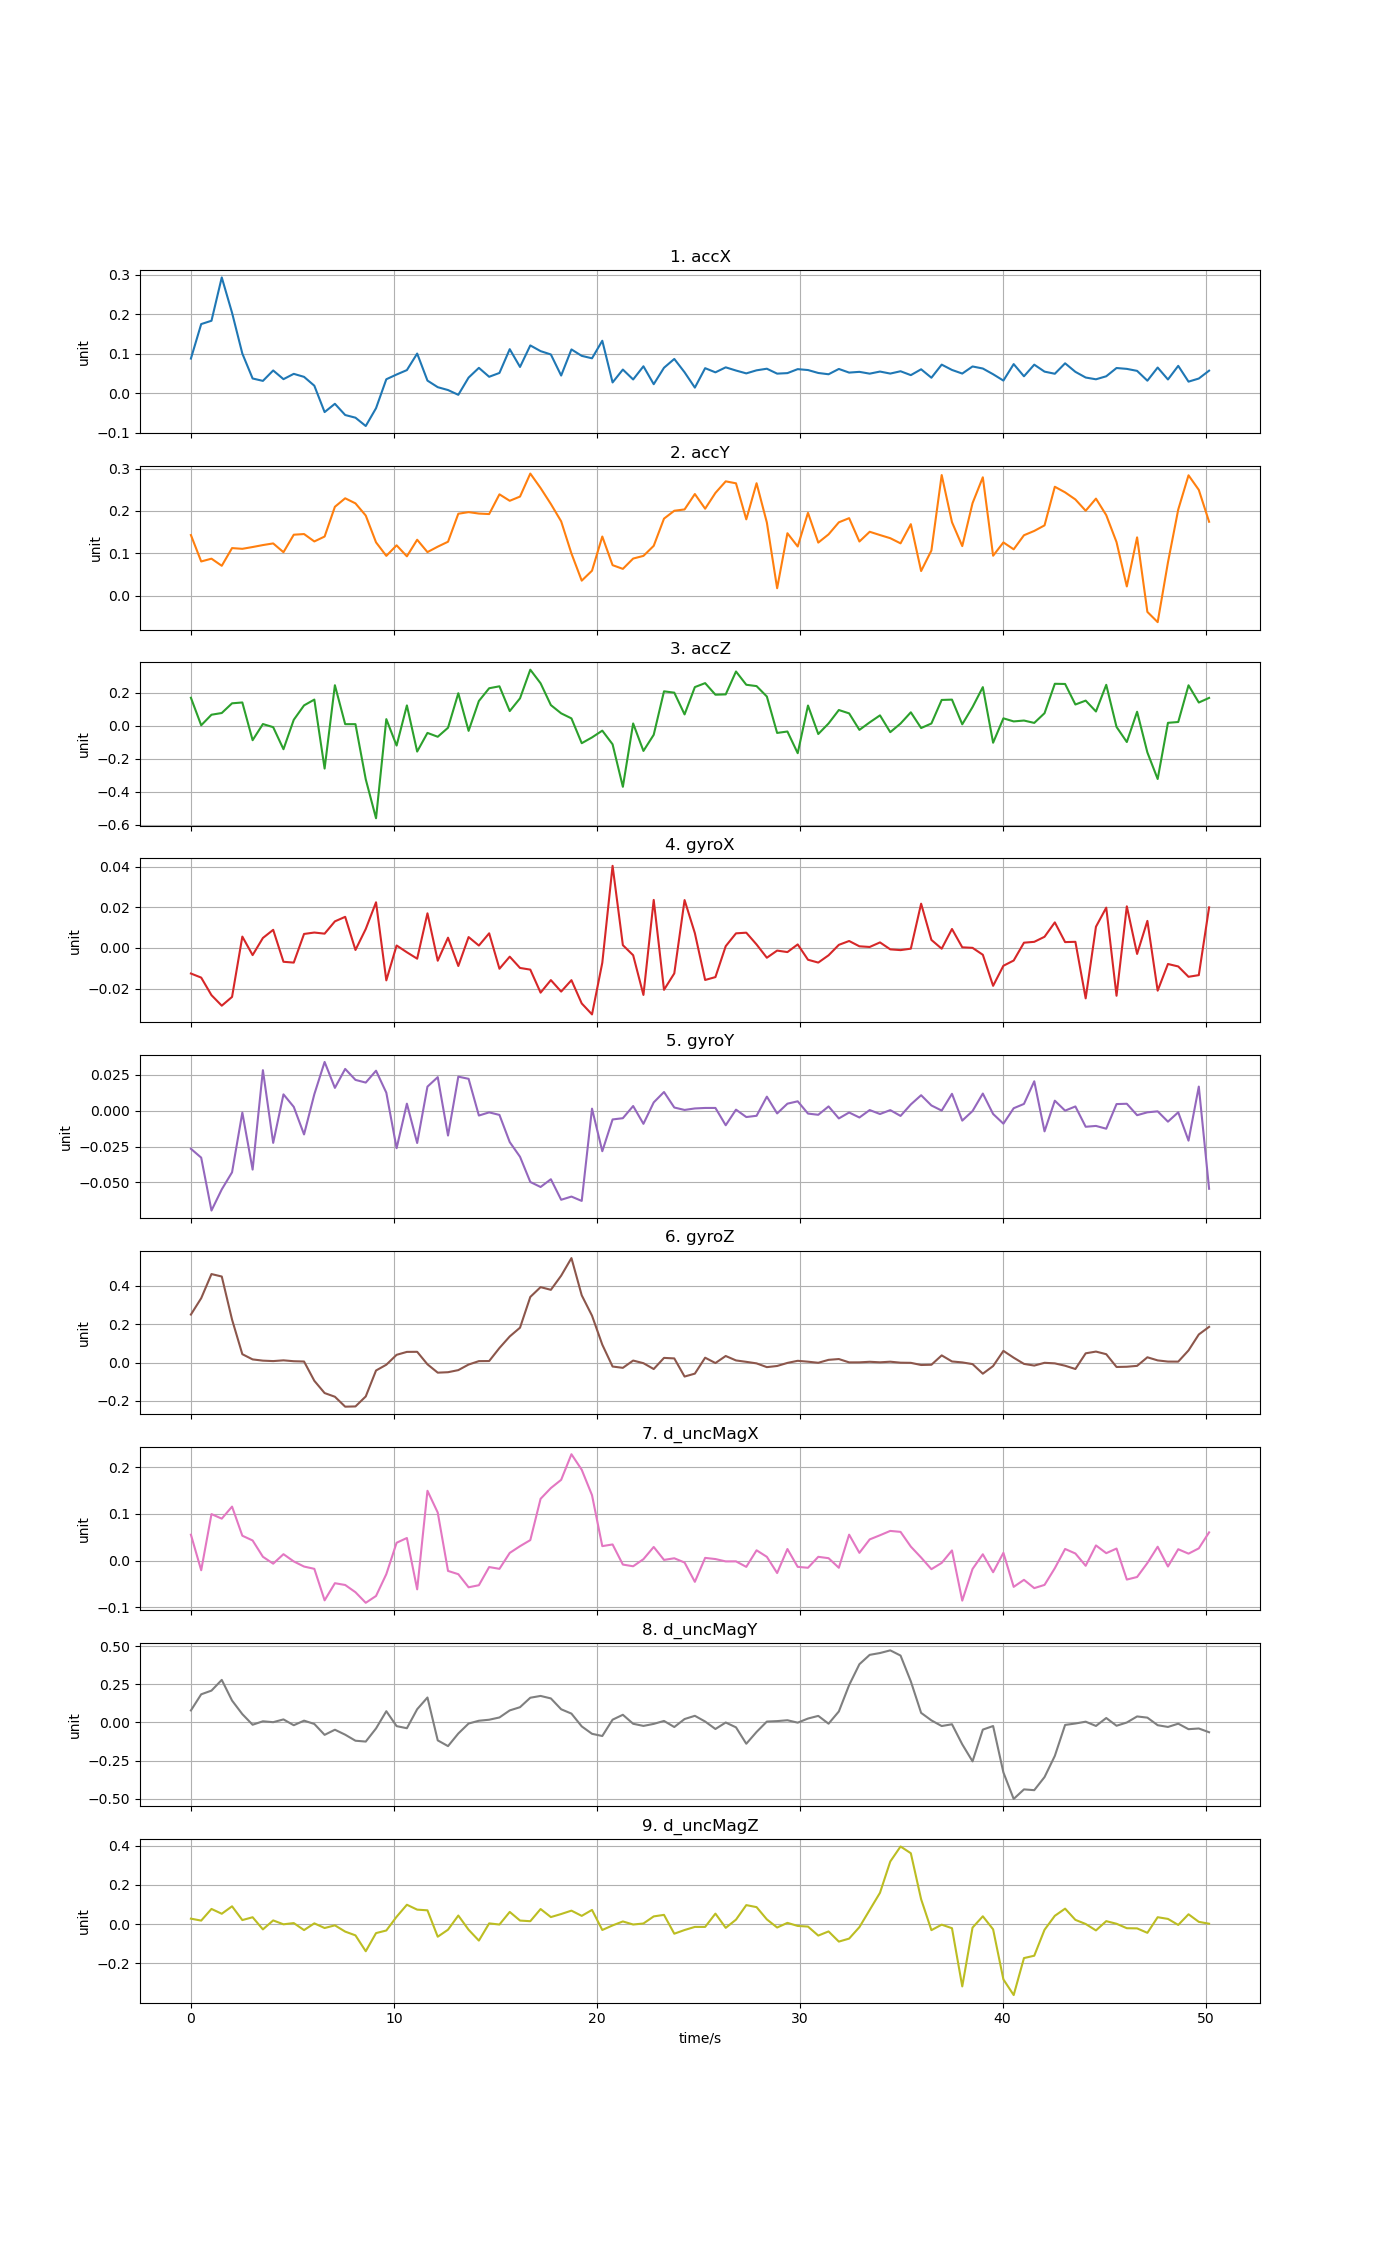 1. accX
0.3
0.2
0.1
0.0
−0.1
unit
2. accY
0.3
0.2
0.1
0.0
unit
3. accZ
0.2
0.0
−0.2
−0.4
−0.6
unit
4. gyroX
0.04
0.02
0.00
−0.02
unit
5. gyroY
0.025
0.000
−0.025
−0.050
unit
6. gyroZ
0.4
0.2
0.0
−0.2
unit
7. d_uncMagX
0.2
0.1
0.0
−0.1
unit
8. d_uncMagY
0.50
0.25
0.00
−0.25
−0.50
unit
9. d_uncMagZ
0.4
0.2
0.0
−0.2
unit
0 10 20 30 40 50
time/s